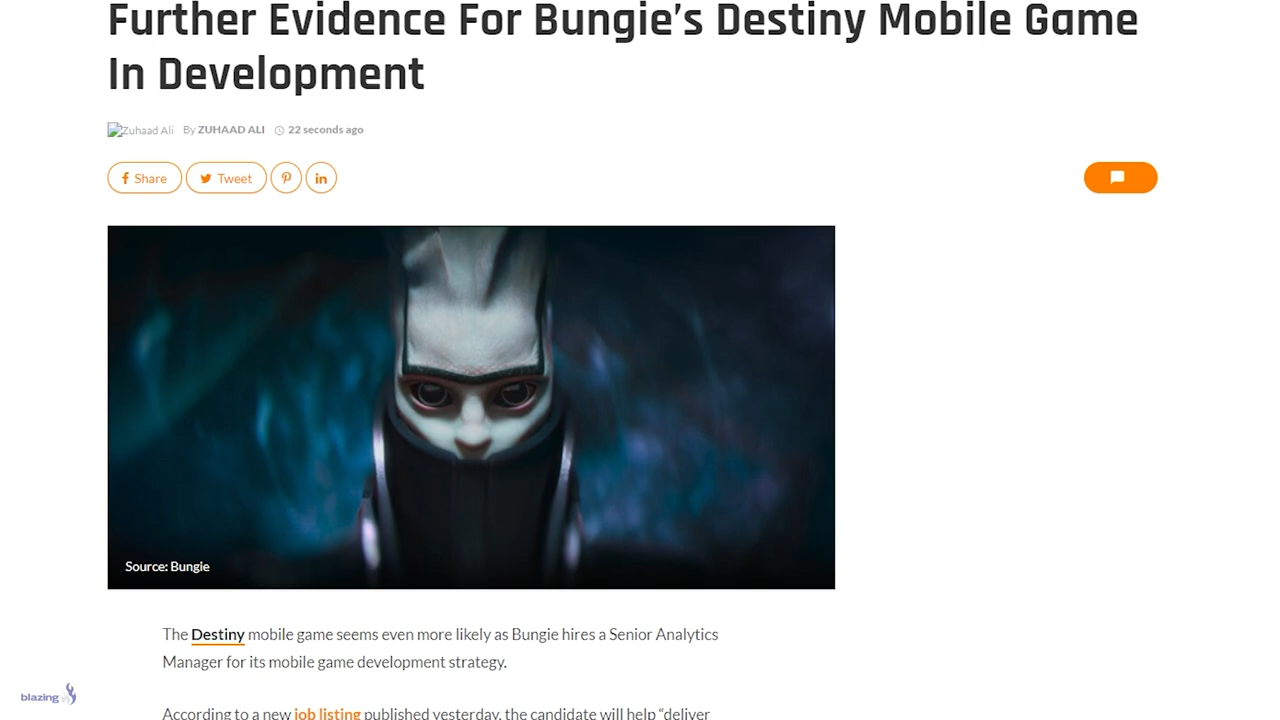 Further Evidence For Bungie’s Destiny Mobile Game
In Development
Zuhaad Ali By ZUHAAD ALI 22 seconds ago
Share Tweet in
Source: Bungie
The Destiny mobile game seems even more likely as Bungie hires a Senior Analytics
Manager for its mobile game development strategy.
According to a new job listing published yesterday, the candidate will help “deliver
blazing